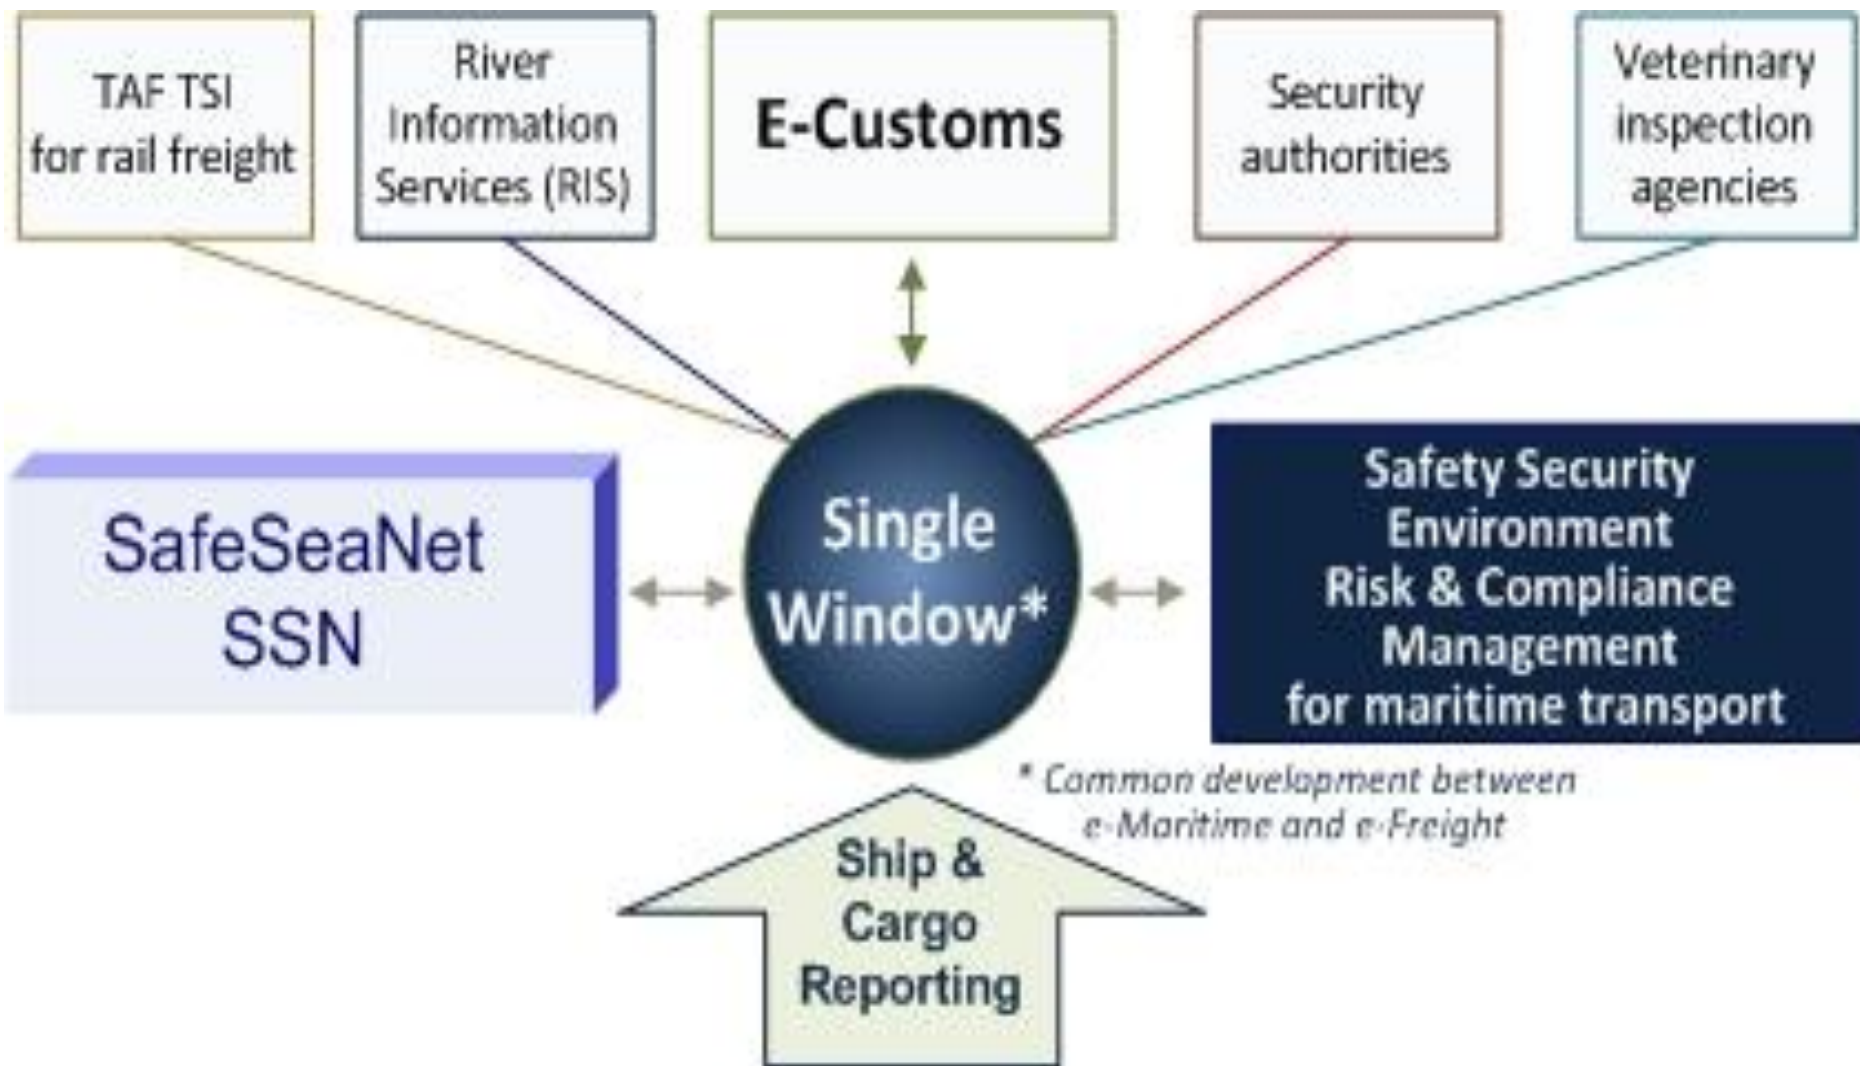 TAF TSI
for rail freight
River
Information
Services (RIS)
E-Customs
Security
authorities
Veterinary
inspection
agencies
SafeSeaNet
SSN
Single
Window*
Safety Security
Environment
Risk & Compliance
Management
for maritime transport
* Common development between
e-Maritime and e-Freight
Ship &
Cargo
Reporting